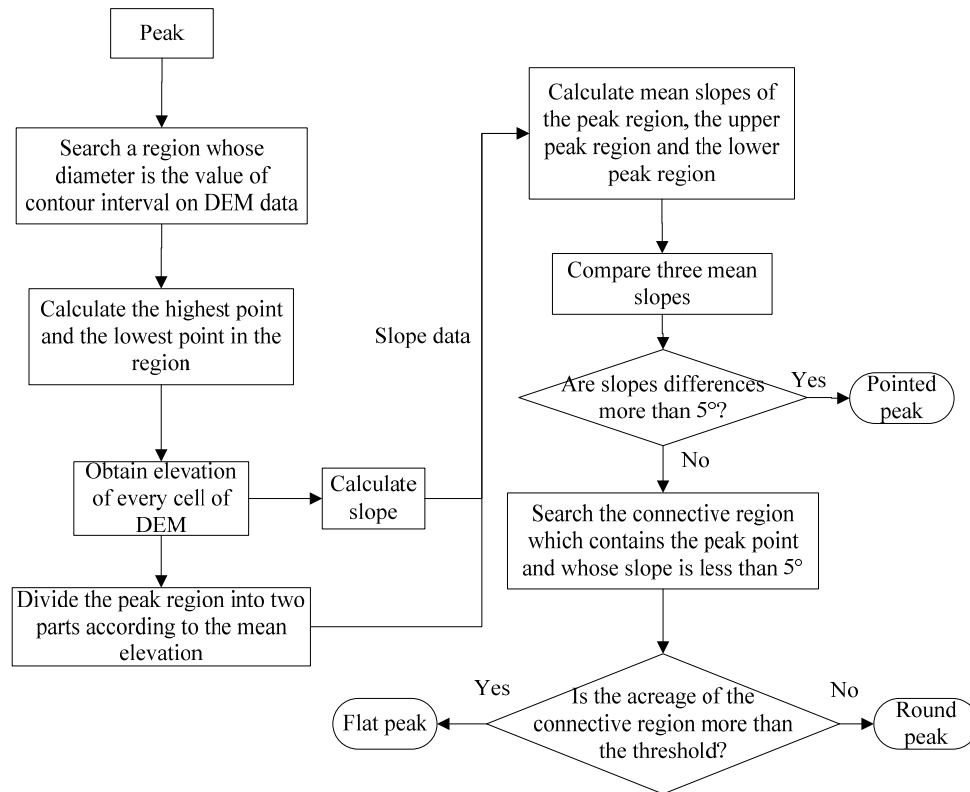 Peak
Search a region whose
diameter is the value of
contour interval on DEM data
Calculate the highest point
and the lowest point in the
region
Obtain elevation
of every cell of
DEM
Calculate
slope
Divide the peak region into two
parts according to the mean
elevation
Slope data
Calculate mean slopes of
the peak region, the upper
peak region and the lower
peak region
Compare three mean
slopes
Are slopes differences
more than 5°?
Yes
Pointed
peak
No
Search the connective region
which contains the peak point
and whose slope is less than 5°
Is the acreage of the
connective region more than
the threshold?
Yes
Flat peak
No
Round
peak